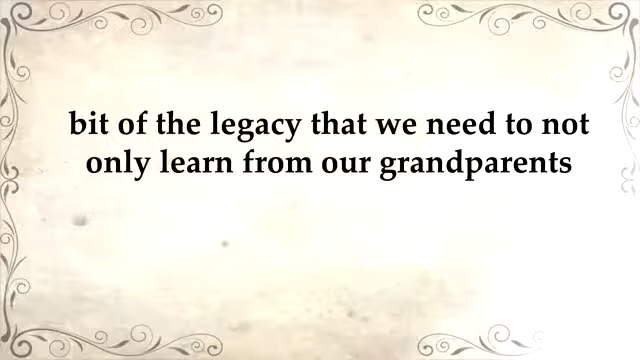 bit of the legacy that we need to not
only learn from our grandparents